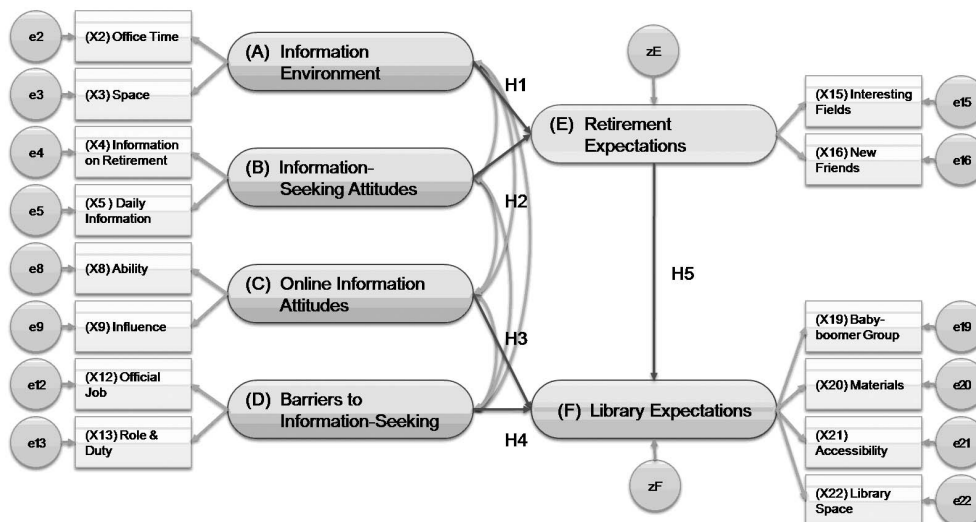 e2
(X2) Office Time
e3
(X3) Space
(A) Information
Environment
e4
(X4) Information
on Retirement
e5
(X5) Daily
Information
(B) Information-
Seeking Attitudes
e8
(X8) Ability
e9
(X9) Influence
(C) Online Information
Attitudes
e12
(X12) Official
Job
e13
(X13) Role &
Duty
(D) Barriers to
Information-Seeking
H1
H2
H3
H4
H5
zE
(E) Retirement
Expectations
(X15) Interesting
Fields
e15
(X16) New
Friends
e16
(F) Library Expectations
zF
(X19) Baby-
boomer Group
e19
(X20) Materials
e20
(X21)
Accessibility
e21
(X22) Library
Space
e22